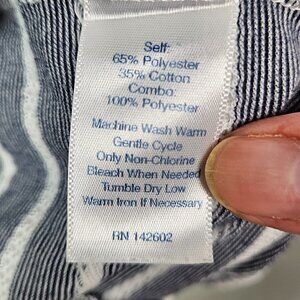 Self:
65% Polyester
35% Cotton
Combo:
100% Polyester
Machine Wash Warm
Gentle Cycle
Only Non-Chlorine
Bleach When Needed
Tumble Dry Low
Warm Iron If Necessary
RN 142602